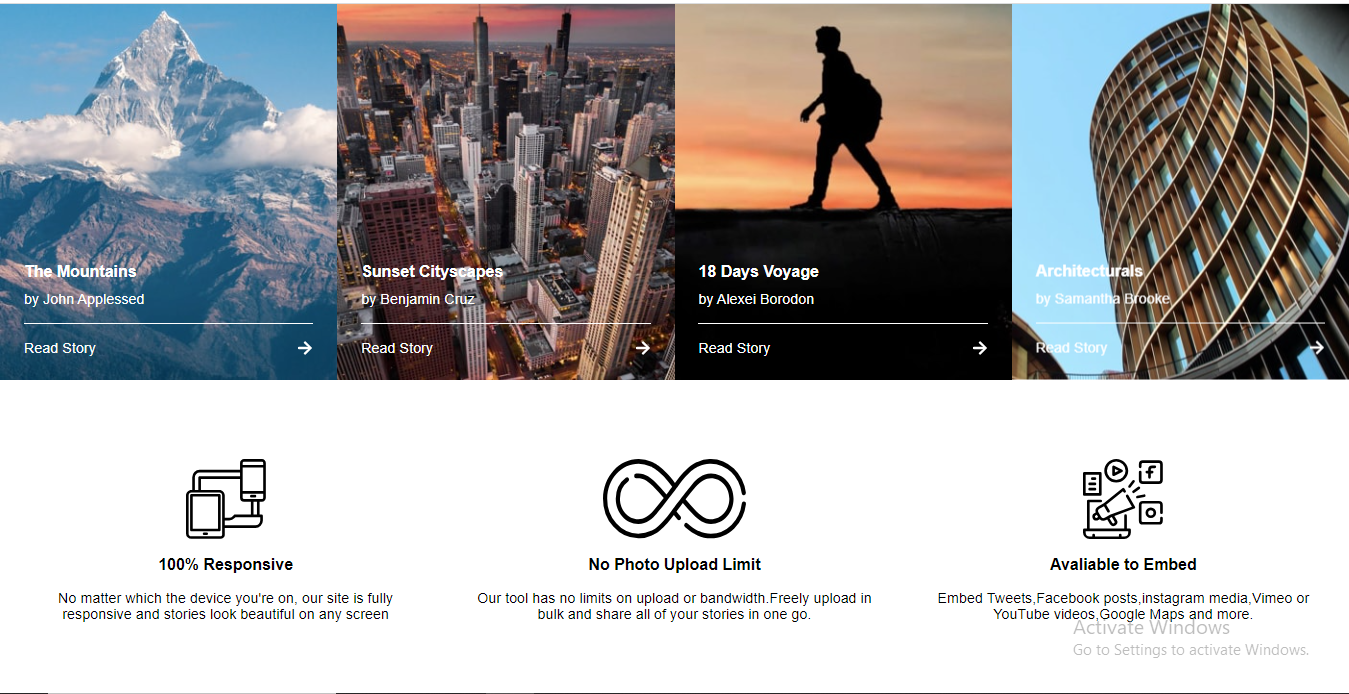 The Mountains
by John Applessed
Read Story
Sunset Cityscapes
by Benjamin Cruz
Read Story
18 Days Voyage
by Alexei Borodon
Read Story
Architecturals
by Samantha Brooke
Read Story
100% Responsive
No matter which the device you're on, our site is fully
responsive and stories look beautiful on any screen
No Photo Upload Limit
Our tool has no limits on upload or bandwidth.Freely upload in
bulk and share all of your stories in one go.
Avaliable to Embed
Embed Tweets,Facebook posts,instagram media,Vimeo or
YouTube videos,Google Maps and more.
Activate Windows
Go to Settings to activate Windows.